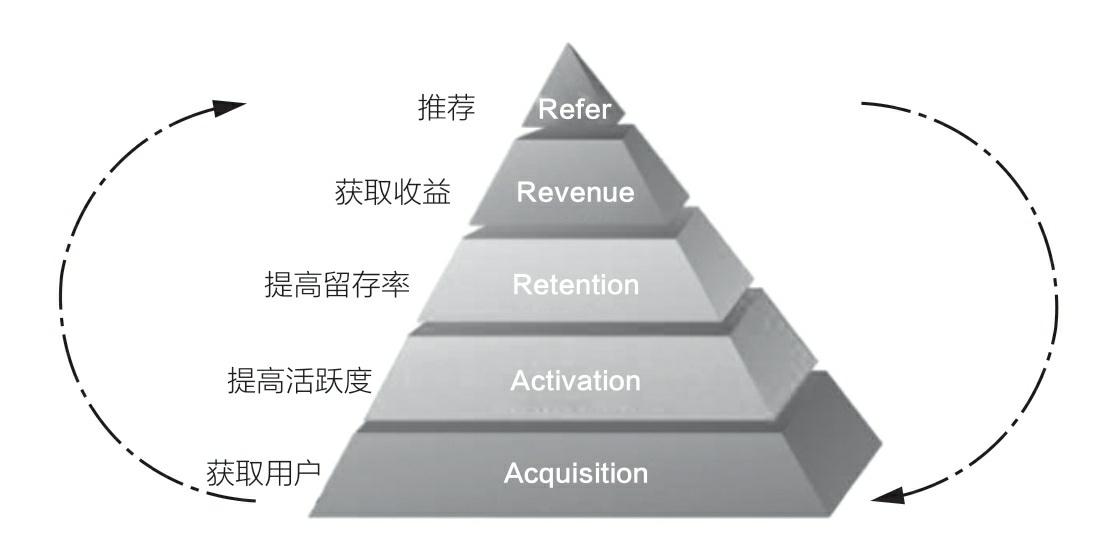 推荐 Refer
获取收益 Revenue
提高留存率 Retention
提高活跃度 Activation
获取用户 Acquisition